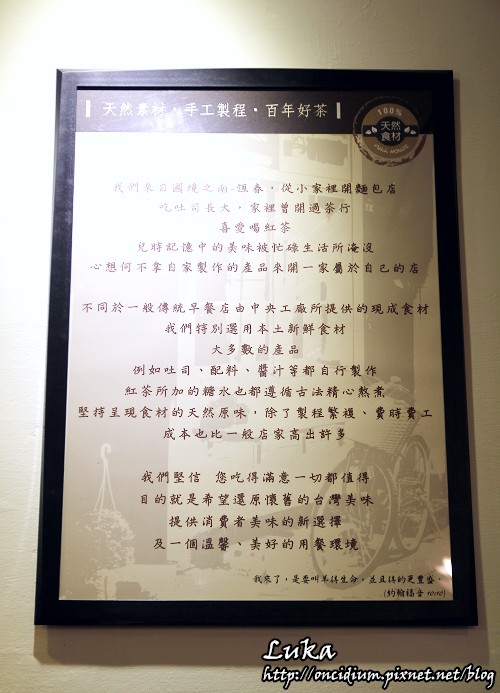 天然素材・手工製程・百年好茶
100%
天然
食材
我們來自國境之南-恆春，從小家裡開麵包店
吃吐司長大，家裡曾開過茶行
喜愛喝紅茶
兒時記憶中的美味被忙碌生活所淹沒
心想何不拿自家製作的產品來開一家屬於自己的店
不同於一般傳統早餐店由中央工廠所提供的現成食材
我們特別選用本土新鮮食材
大多數的產品
例如吐司、配料、醬汁等都自行製作
紅茶所加的糖水也都遵循古法精心熬煮
堅持呈現食材的天然原味，除了製程繁複、費時費工
成本也比一般店家高出許多
我們堅信 您吃得滿意一切都值得
目的就是希望還原懷舊的台灣美味
提供消費者美味的新選擇
及一個溫馨、美好的用餐環境
我來了，是要叫羊得生命，並且得的更豐盛。
(約翰福音 10:10)
Luka
http://oncidium.pixnet.net/blog